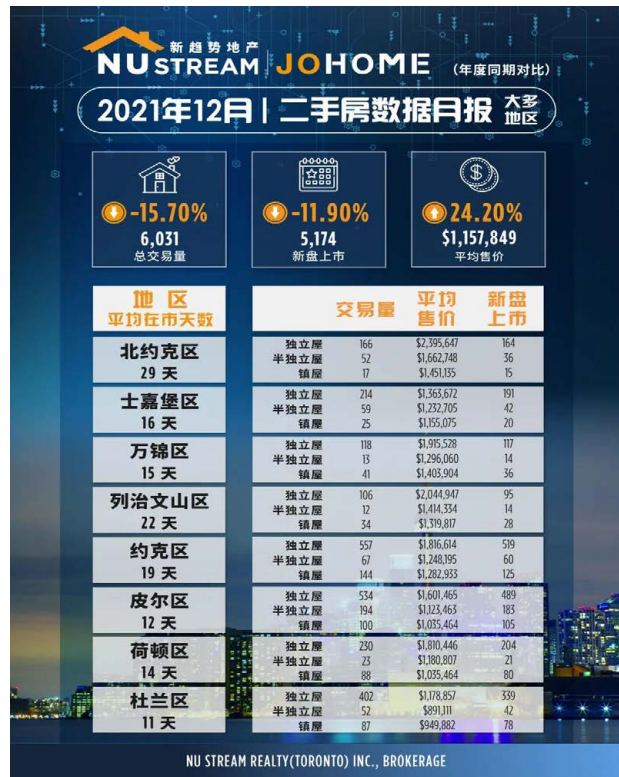 新趋势地产
NU STREAM JOHOME (年度同期对比)
2021年12月 | 二手房数据月报 大多地区
-15.70% -11.90% 24.20%
6,031 5,174 $1,157,849
总交易量 新盘上市 平均售价
地 区 交易量 平均售价 新盘上市
平均在市天数
北约克区
29 天
独立屋 166 $2,395,647 164
半独立屋 52 $1,662,748 36
镇屋 17 $1,451,135 15
士嘉堡区
16 天
独立屋 214 $1,363,672 191
半独立屋 59 $1,232,705 42
镇屋 25 $1,155,075 20
万锦区
15 天
独立屋 118 $1,915,528 117
半独立屋 13 $1,296,060 14
镇屋 41 $1,403,904 36
列治文山区
22 天
独立屋 106 $2,044,947 95
半独立屋 12 $1,414,334 14
镇屋 34 $1,319,817 28
约克区
19 天
独立屋 557 $1,816,614 519
半独立屋 67 $1,248,195 60
镇屋 144 $1,282,933 125
皮尔区
12 天
独立屋 534 $1,601,465 489
半独立屋 194 $1,123,463 183
镇屋 100 $1,035,464 105
荷顿区
14 天
独立屋 230 $1,810,446 204
半独立屋 23 $1,180,807 21
镇屋 88 $1,035,464 80
杜兰区
11 天
独立屋 402 $1,178,857 339
半独立屋 52 $891,111 42
镇屋 87 $949,882 78
NU STREAM REALTY(TORONTO) INC., BROKERAGE